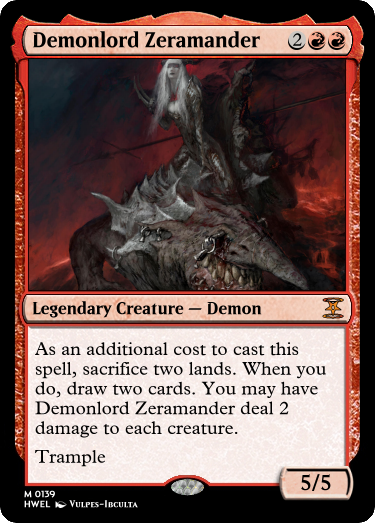 Demonlord Zeramander 2
Legendary Creature — Demon
As an additional cost to cast this
spell, sacrifice two lands. When you
do, draw two cards. You may have
Demonlord Zeramander deal 2
damage to each creature.
Trample
5/5
M 0139
HWEL Vulpes-Ibculta